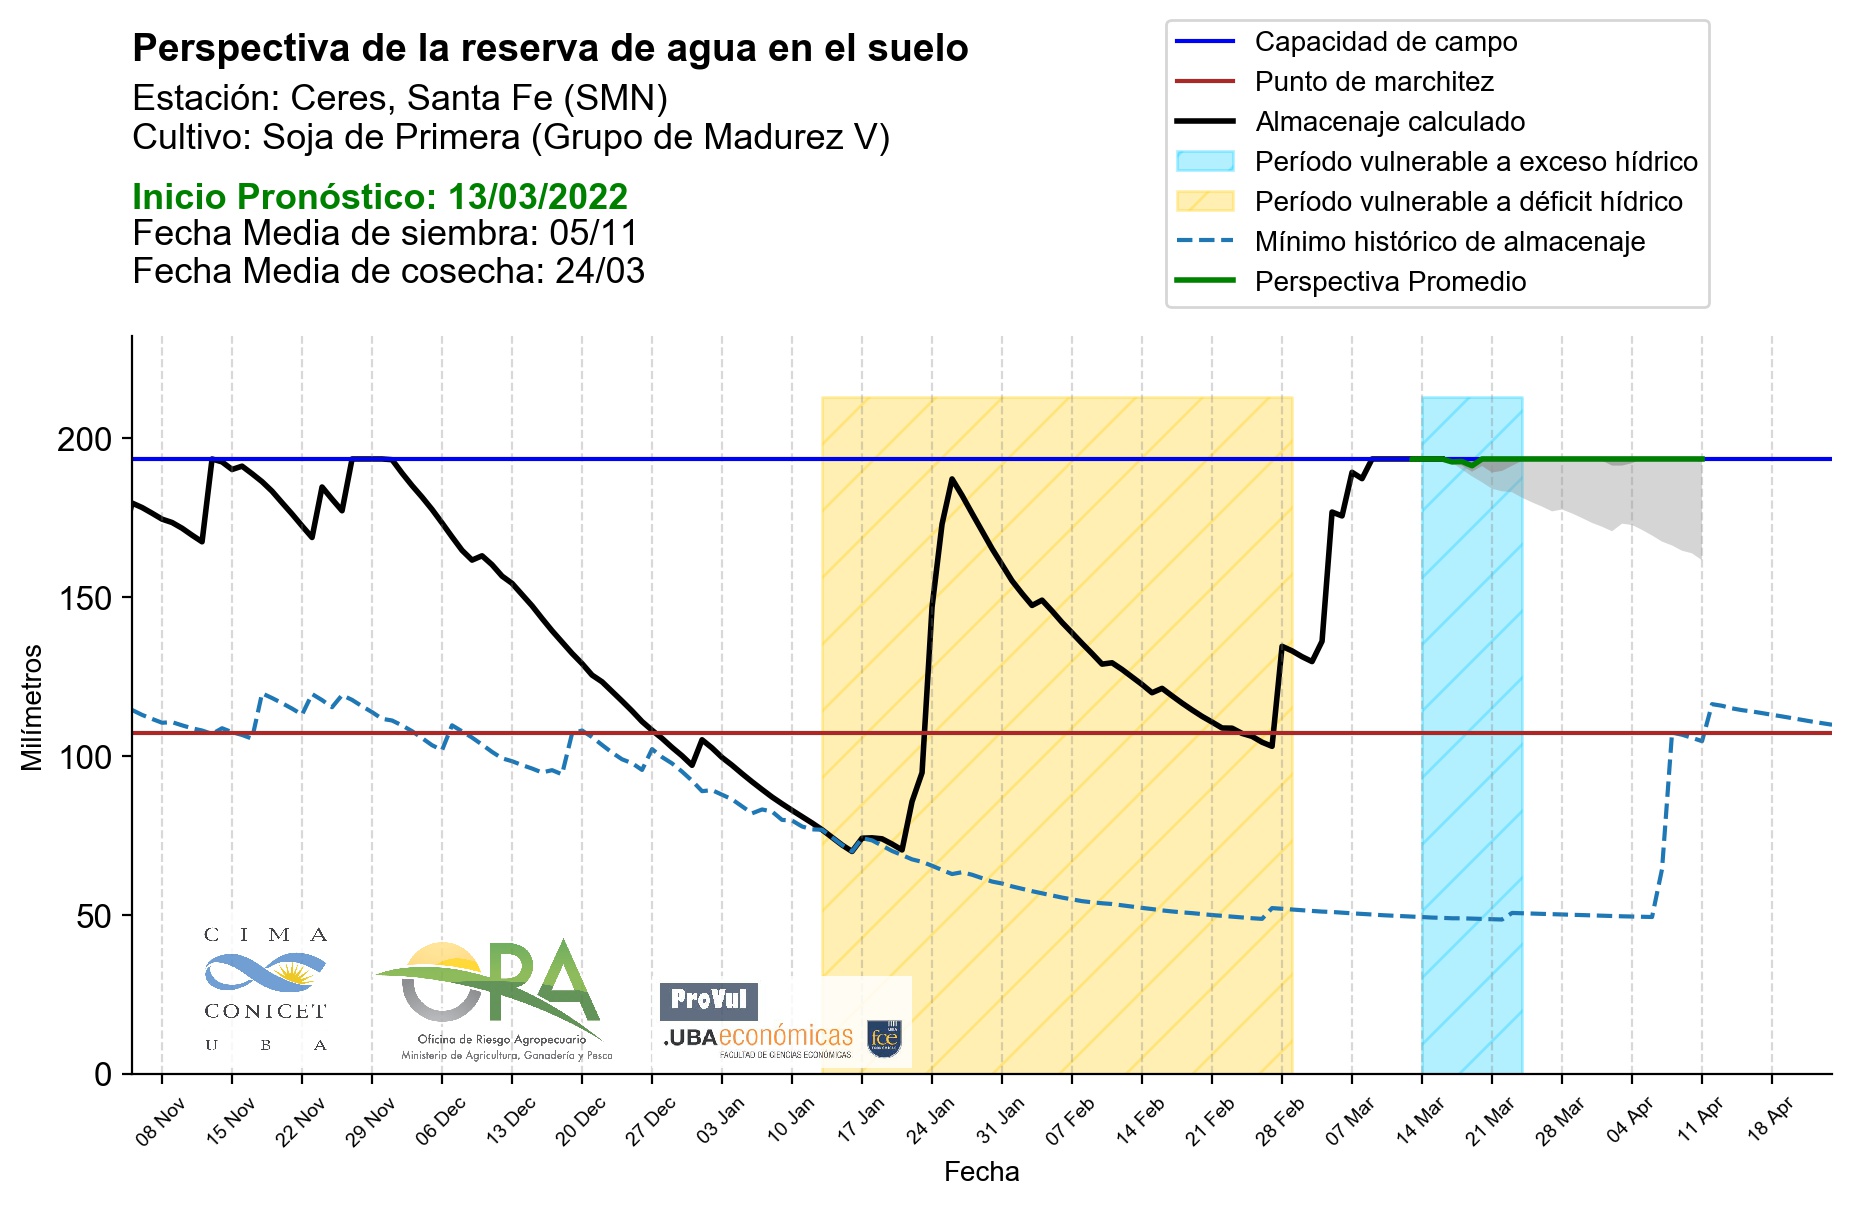 Perspectiva de la reserva de agua en el suelo
Estación: Ceres, Santa Fe (SMN)
Cultivo: Soja de Primera (Grupo de Madurez V)
Inicio Pronóstico: 13/03/2022
Fecha Media de siembra: 05/11
Fecha Media de cosecha: 24/03
Capacidad de campo
Punto de marchitez
Almacenaje calculado
Período vulnerable a exceso hídrico
Período vulnerable a déficit hídrico
Mínimo histórico de almacenaje
Perspectiva Promedio
200
150
100
50
0
Milímetros
CIMA
CONICET
UBA
ORA
Oficina de Riesgo Agropecuario
Ministerio de Agricultura, Ganadería y Pesca
ProVul
.UBAeconómicas
FACULTAD DE CIENCIAS ECONÓMICAS
UBA
fce
ECONÓMICAS
08 Nov
15 Nov
22 Nov
29 Nov
06 Dec
13 Dec
20 Dec
27 Dec
03 Jan
10 Jan
17 Jan
24 Jan
31 Jan
07 Feb
14 Feb
21 Feb
28 Feb
07 Mar
14 Mar
21 Mar
28 Mar
04 Apr
11 Apr
18 Apr
Fecha